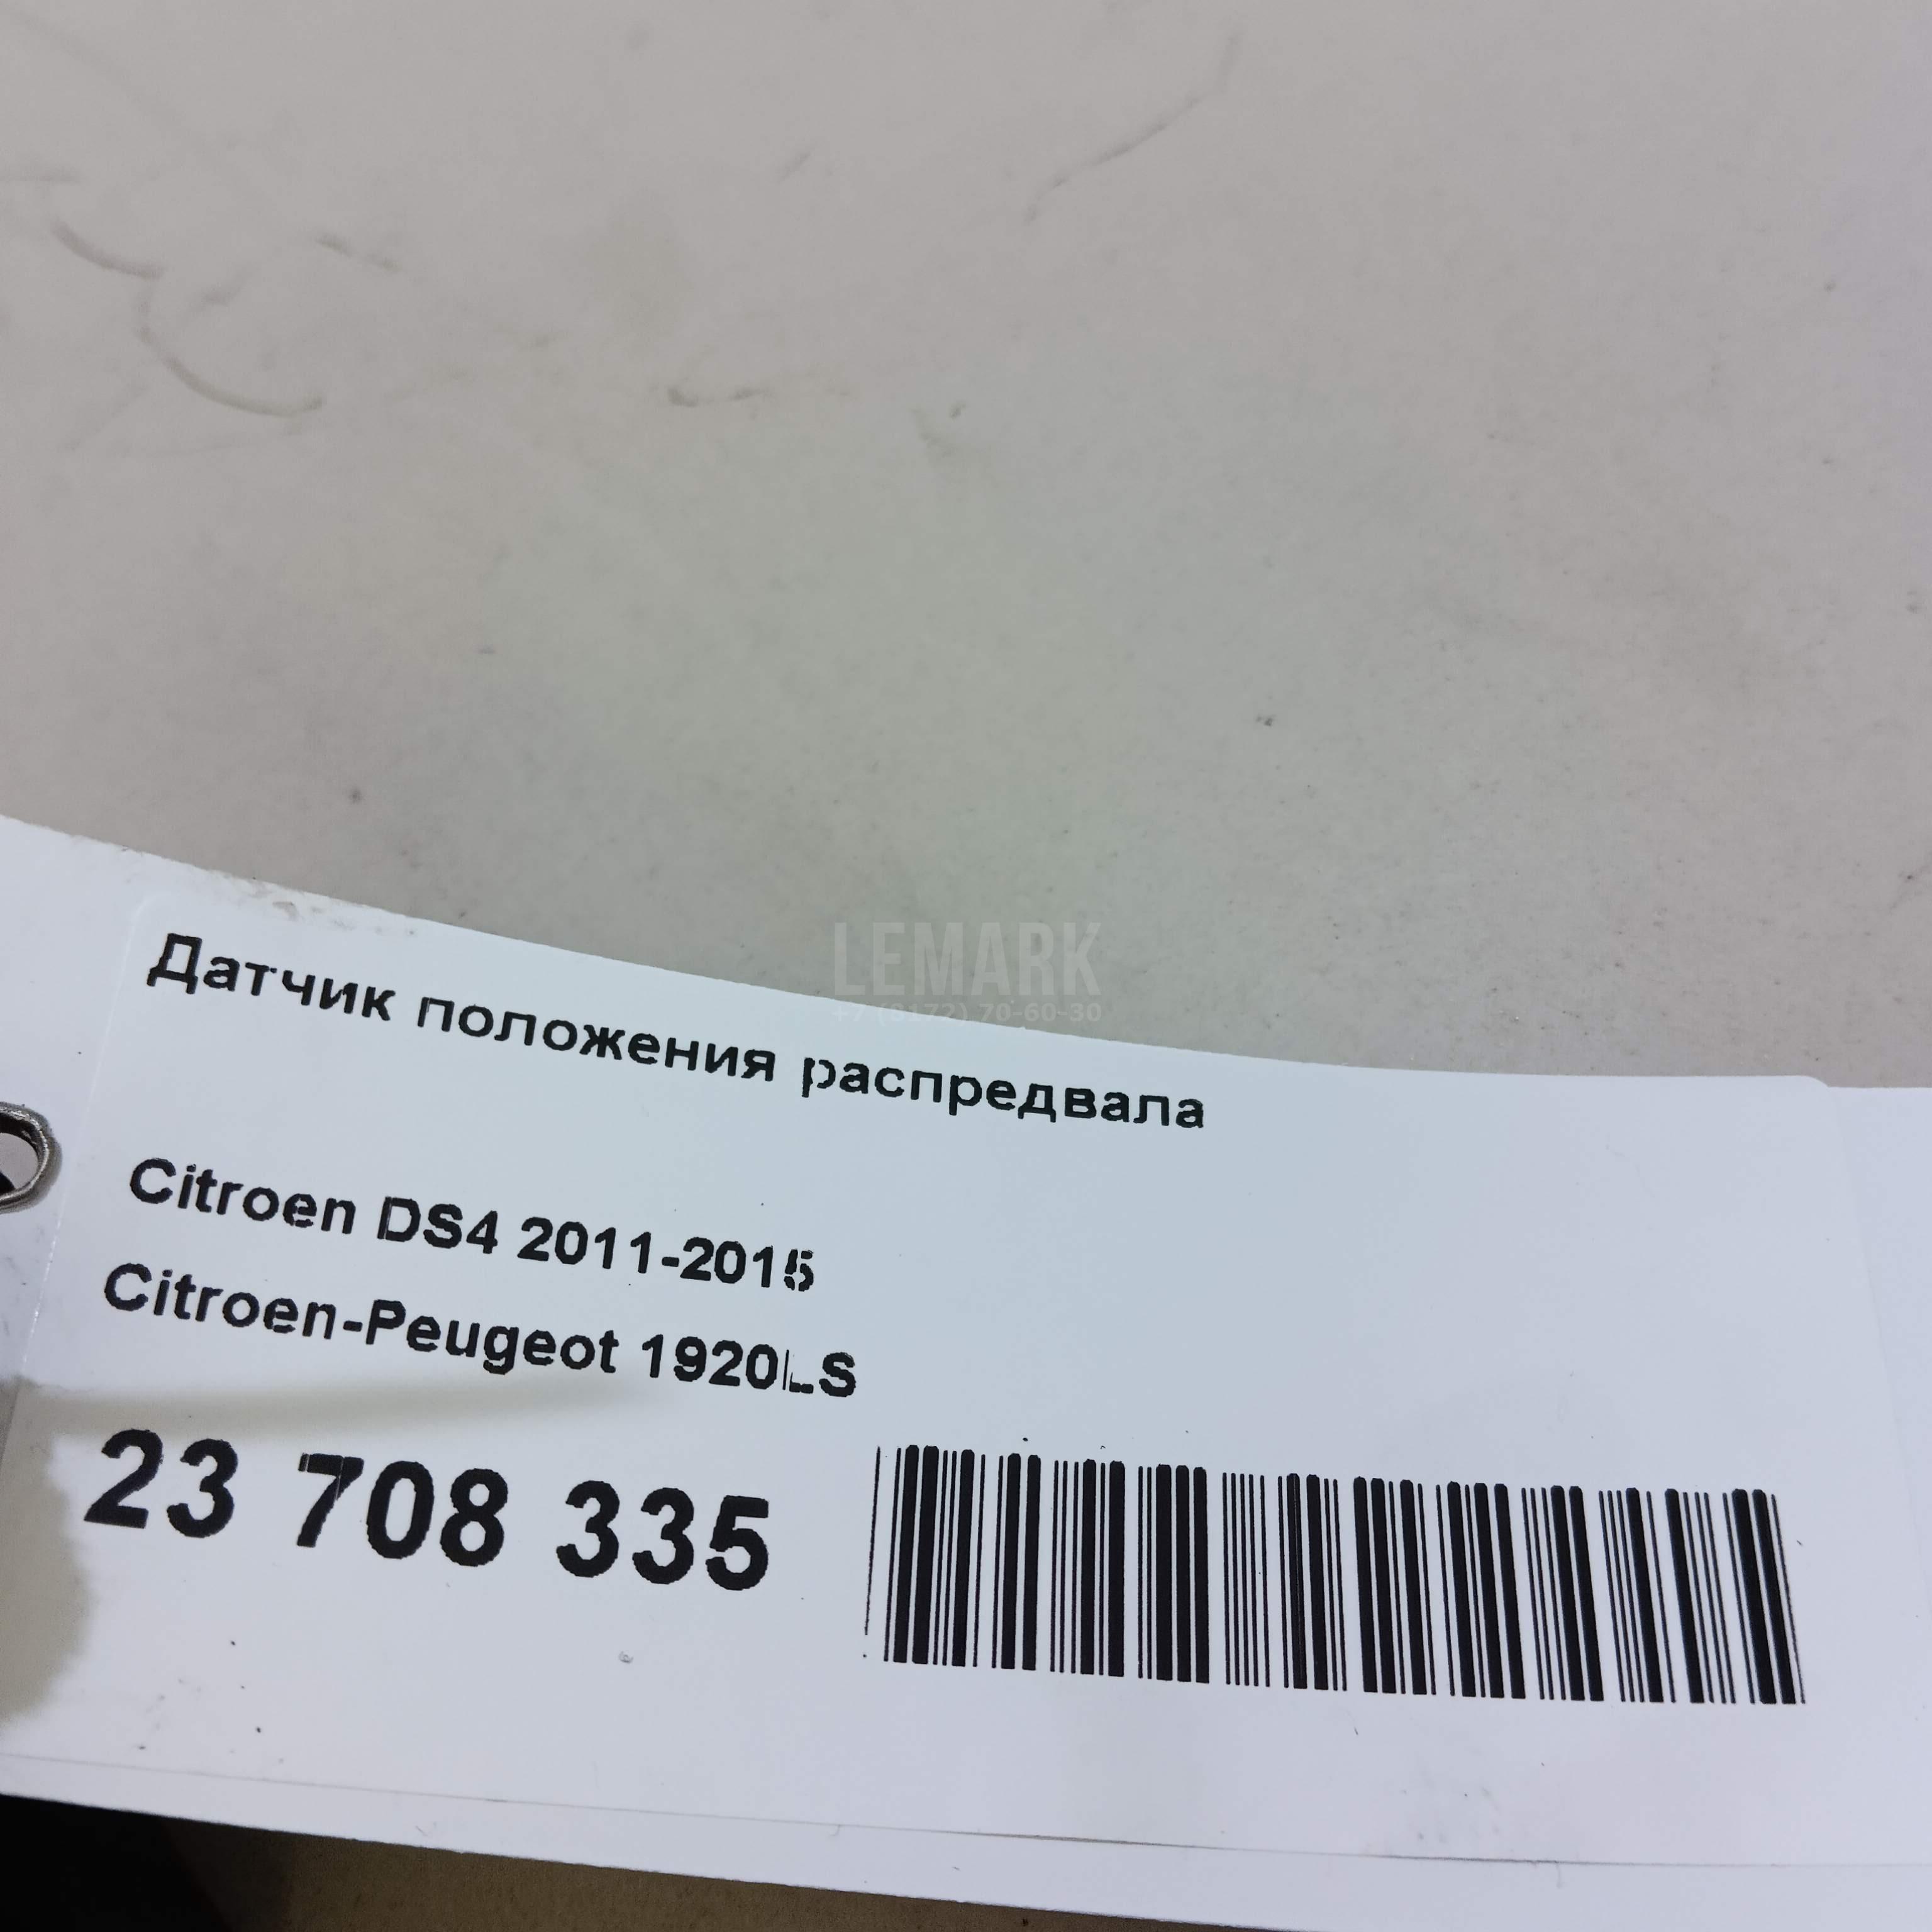 LEMARK
+7 (8172) 70-60-30
Датчик положения распредвала
Citroen DS4 2011-2015
Citroen-Peugeot 1920LS
23 708 335